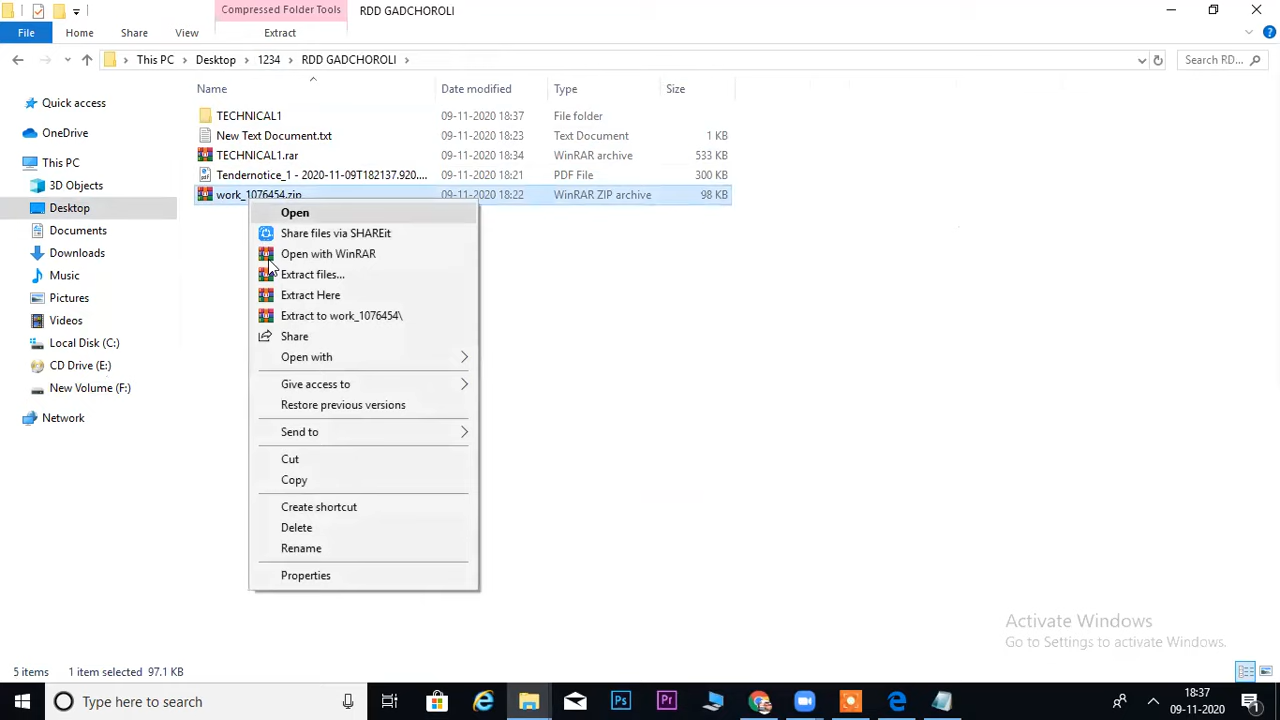 Compressed Folder Tools RDD GADCHOROLI
File Home Share View Extract
This PC Desktop 1234 RDD GADCHOROLI Search RD...
Name Date modified Type Size
Quick access
OneDrive
This PC
3D Objects
Desktop
Documents
Downloads
Music
Pictures
Videos
Local Disk (C:)
CD Drive (E:)
New Volume (F:)
Network
TECHNICAL1 09-11-2020 18:37 File folder
New Text Document.txt 09-11-2020 18:23 Text Document 1 KB
TECHNICAL1.rar 09-11-2020 18:34 WinRAR archive 533 KB
Tendernotice_1 - 2020-11-09T182137.920.... 09-11-2020 18:21 PDF File 300 KB
work_1076454.zip 09-11-2020 18:22 WinRAR ZIP archive 98 KB
Open
Share files via SHAREit
Open with WinRAR
Extract files...
Extract Here
Extract to work_1076454\
Share
Open with
Give access to
Restore previous versions
Send to
Cut
Copy
Create shortcut
Delete
Rename
Properties
Activate Windows
Go to Settings to activate Windows.
5 items 1 item selected 97.1 KB
Type here to search
18:37
09-11-2020